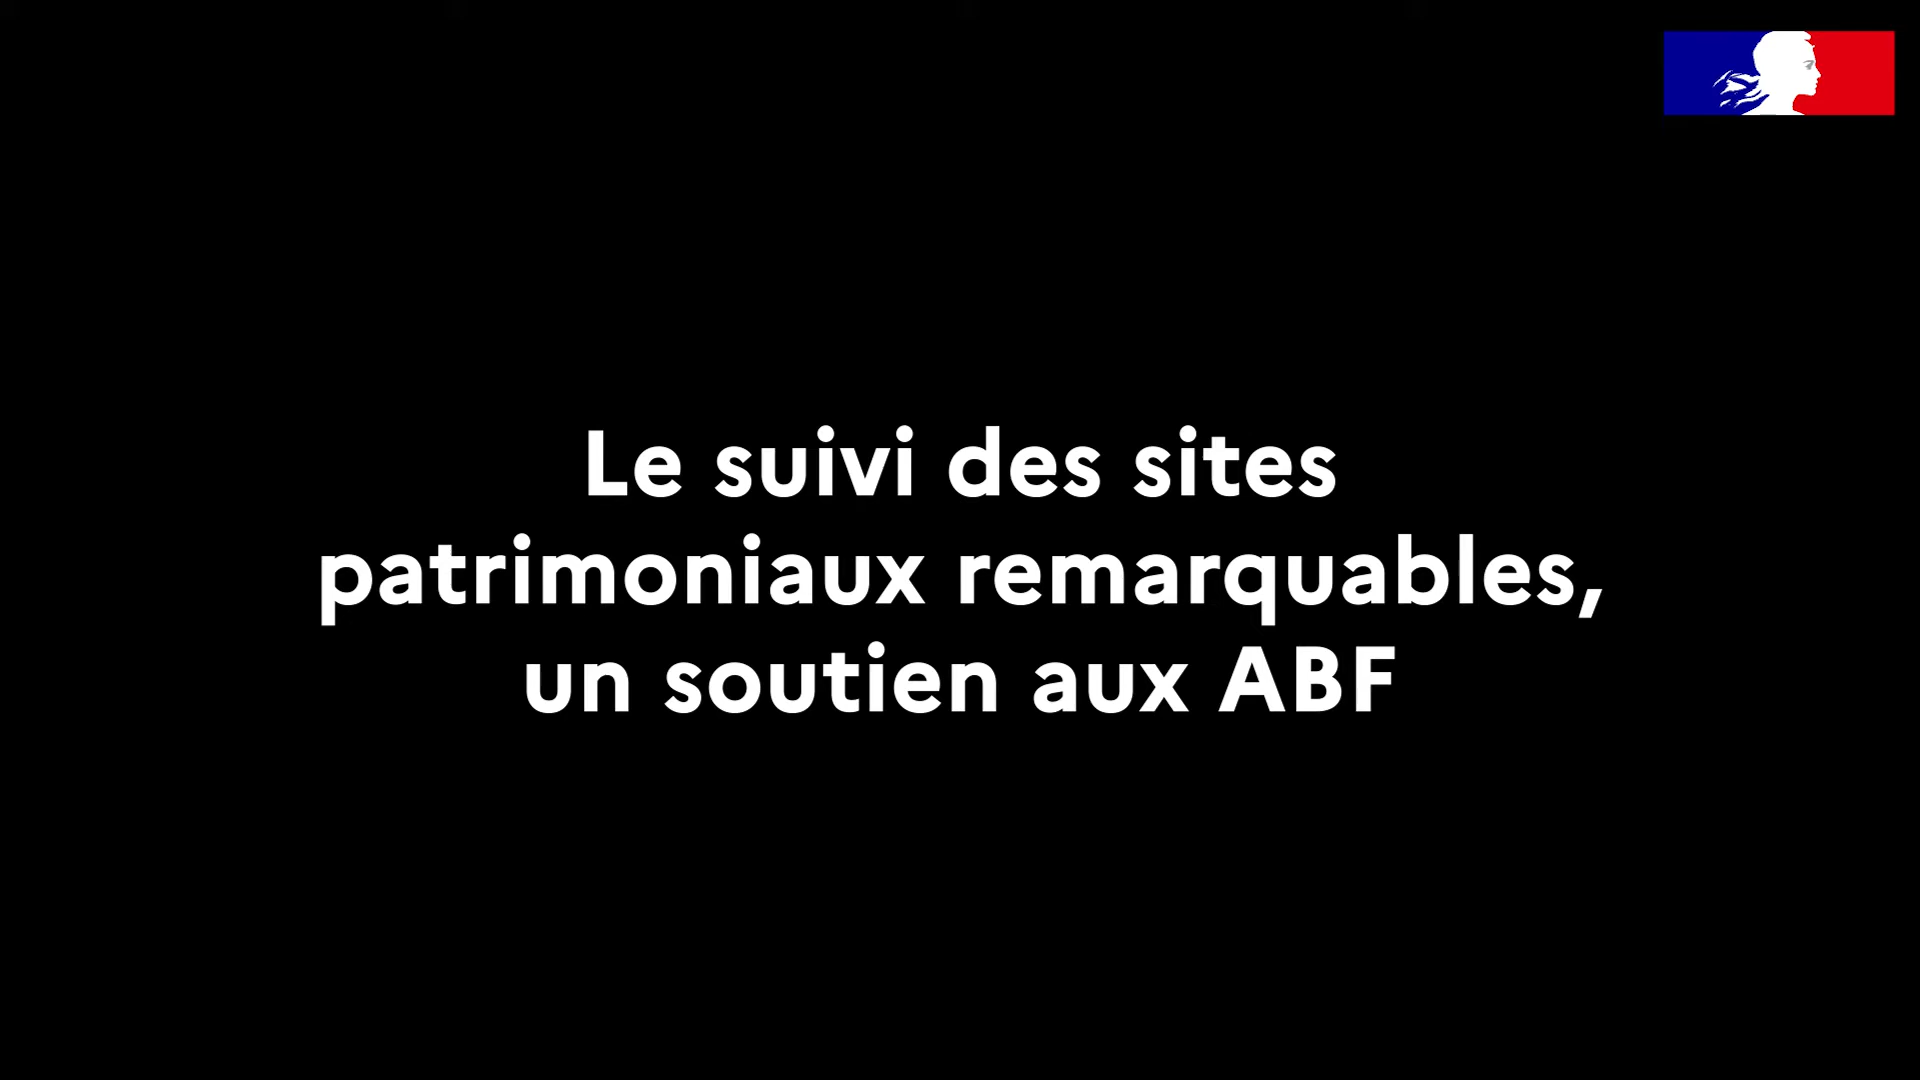 Le suivi des sites
patrimoniaux remarquables,
un soutien aux ABF